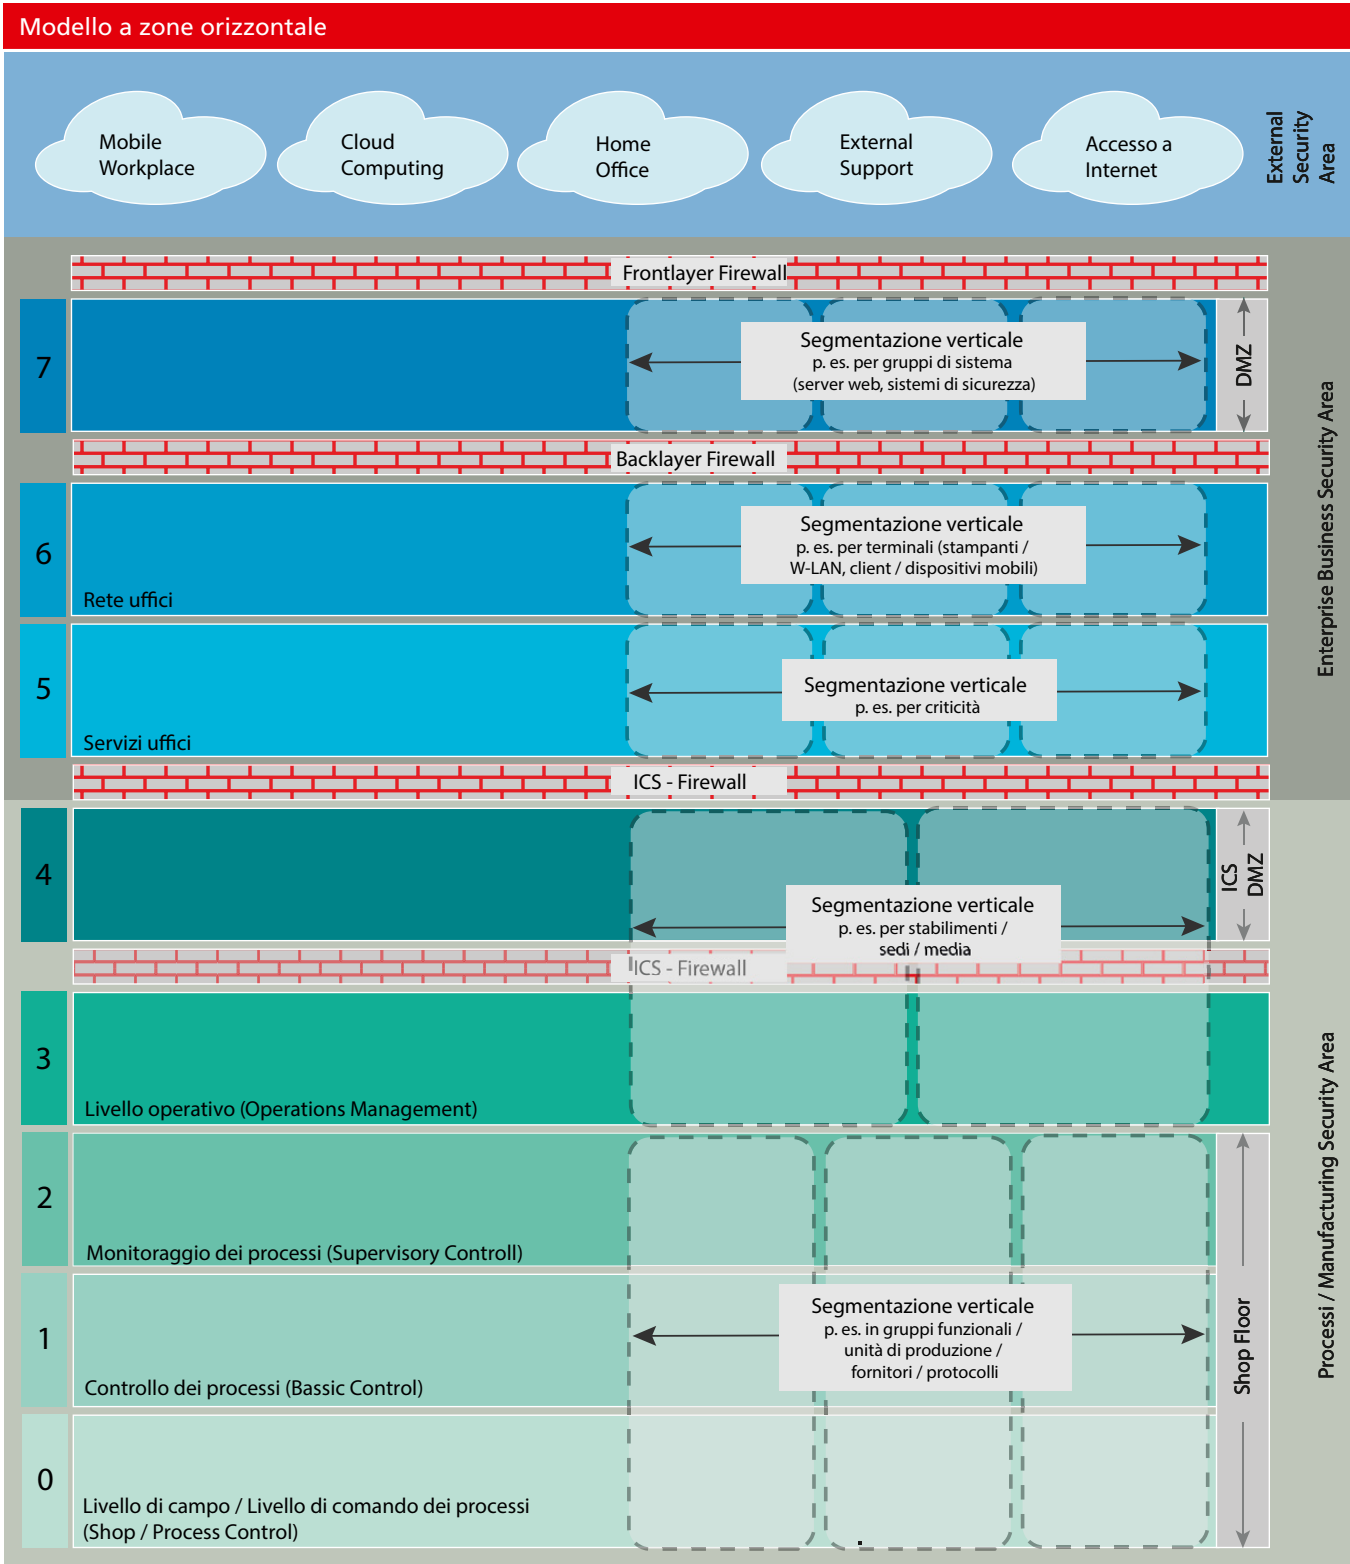 Modello a zone orizzontale
Mobile
Workplace
Cloud
Computing
Home
Office
External
Support
Accesso a
Internet
External
Security
Area
Frontlayer Firewall
7
Segmentazione verticale
p. es. per gruppi di sistema
(server web, sistemi di sicurezza)
DMZ
Backlayer Firewall
Enterprise Business Security Area
6
Segmentazione verticale
p. es. per terminali (stampanti /
W-LAN, client / dispositivi mobili)
Rete uffici
5
Segmentazione verticale
p. es. per criticità
Servizi uffici
ICS - Firewall
4
Segmentazione verticale
p. es. per stabilimenti /
sedi / media
ICS
DMZ
ICS - Firewall
3
Livello operativo (Operations Management)
Processi / Manufacturing Security Area
2
Monitoraggio dei processi (Supervisory Controll)
1
Segmentazione verticale
p. es. in gruppi funzionali /
unità di produzione /
fornitori / protocolli
Controllo dei processi (Bassic Control)
Shop Floor
0
Livello di campo / Livello di comando dei processi
(Shop / Process Control)